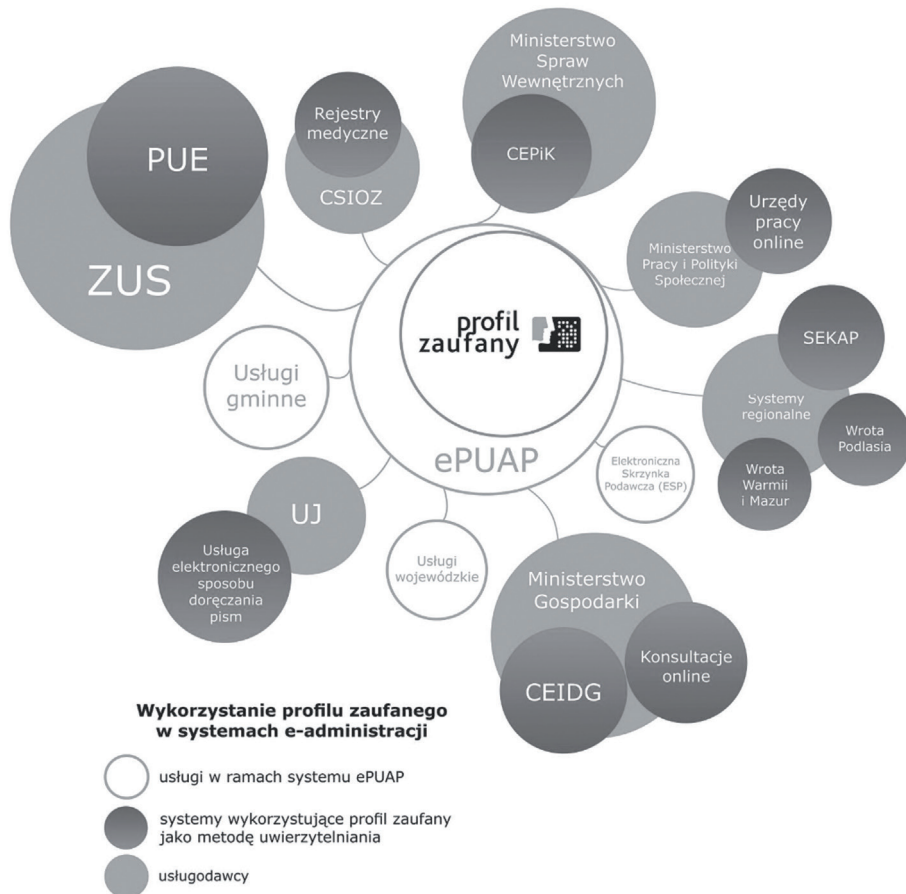 Ministerstwo
Spraw
Wewnętrznych
CEPiK
Rejestry
medyczne
CSIOZ
PUE
ZUS
Urzędy
pracy
online
Ministerstwo
Pracy i Polityki
Społecznej
SEKAP
Systemy
regionalne
Wrota
Podlasia
Wrota
Warmii
i Mazur
profil
zaufany
ePUAP
Usługi
gminne
Elektroniczna
Skrzynka
Podawcza (ESP)
UJ
Usługa
elektronicznego
sposobu
doręczania
pism
Usługi
wojewódzkie
Ministerstwo
Gospodarki
CEIDG
Konsultacje
online
Wykorzystanie profilu zaufanego
w systemach e-administracji
usługi w ramach systemu ePUAP
systemy wykorzystujące profil zaufany
jako metodę uwierzytelniania
usługodawcy